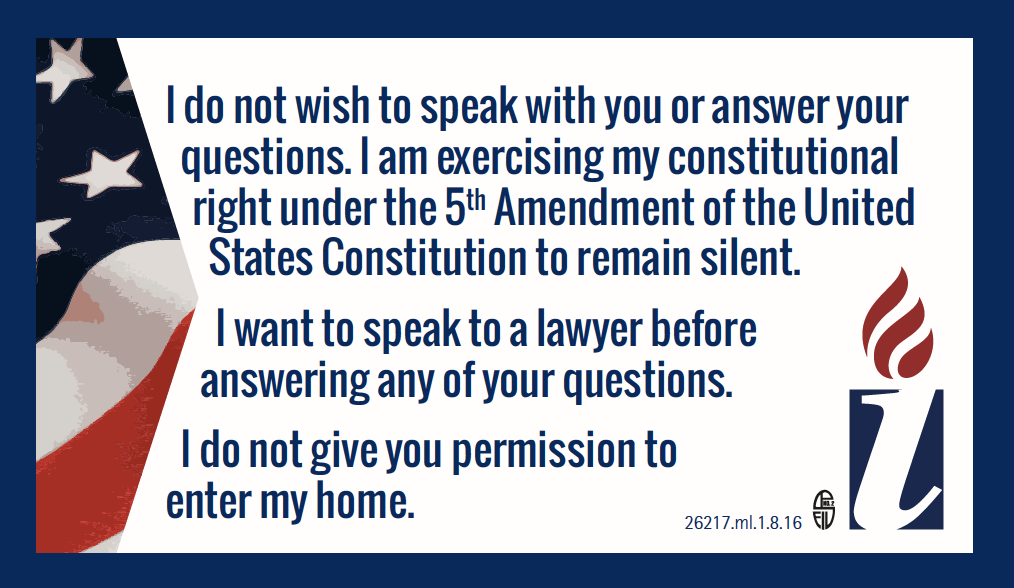 I do not wish to speak with you or answer your
questions. I am exercising my constitutional
right under the 5th Amendment of the United
States Constitution to remain silent.
I want to speak to a lawyer before
answering any of your questions.
I do not give you permission to
enter my home.
26217.ml.1.8.16
i